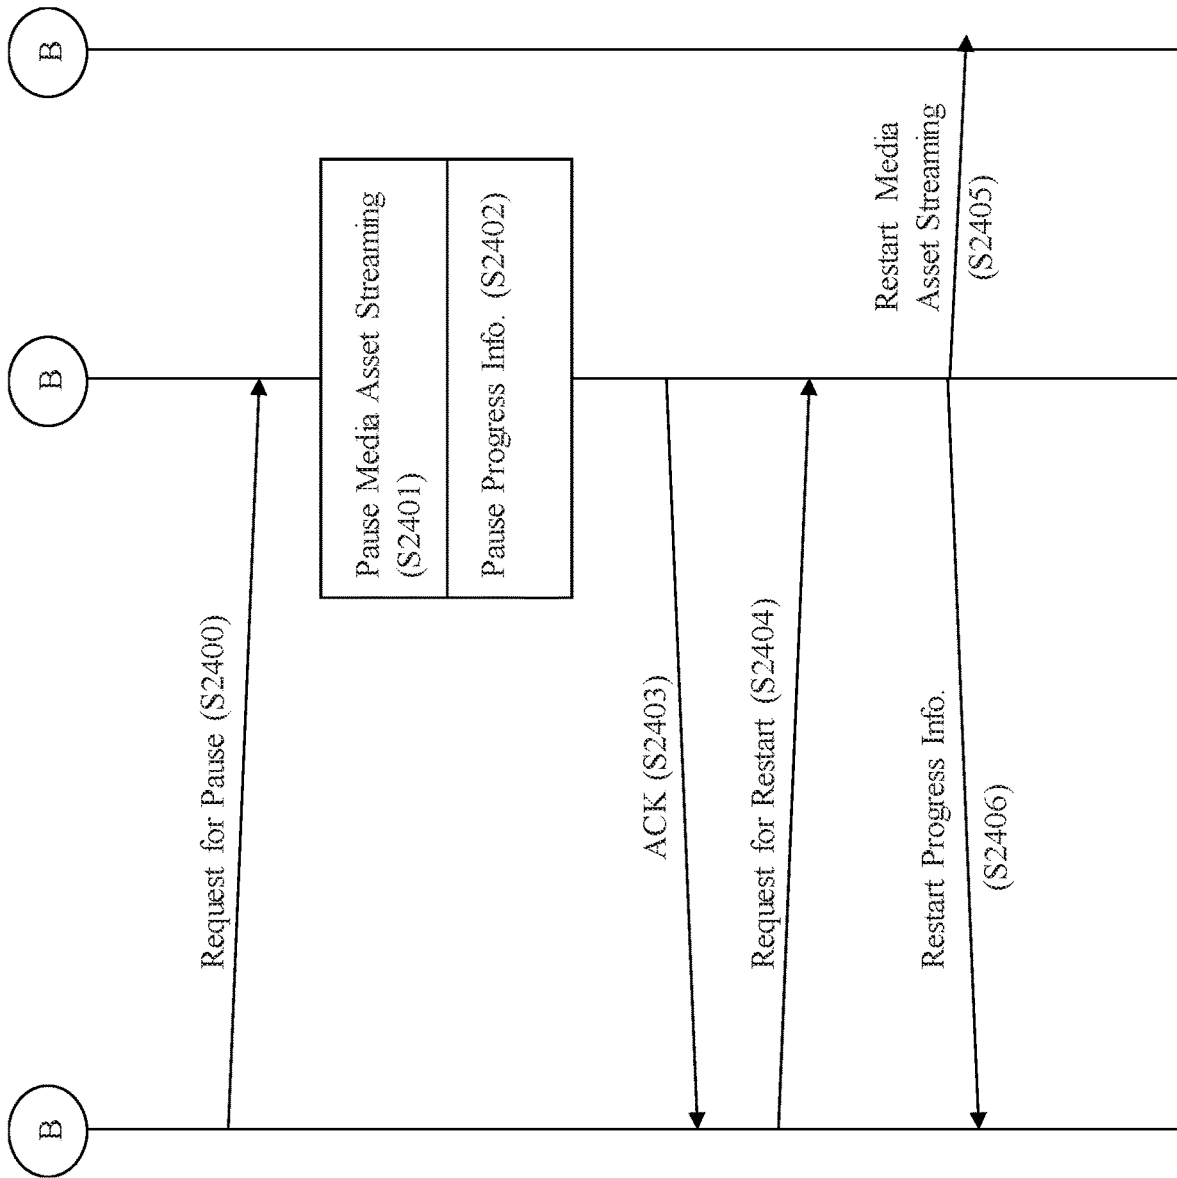 B
B
B
Request for Pause (S2400)
Pause Media Asset Streaming
(S2401)
Pause Progress Info. (S2402)
ACK (S2403)
Request for Restart (S2404)
Restart Media
Asset Streaming
(S2405)
Restart Progress Info.
(S2406)